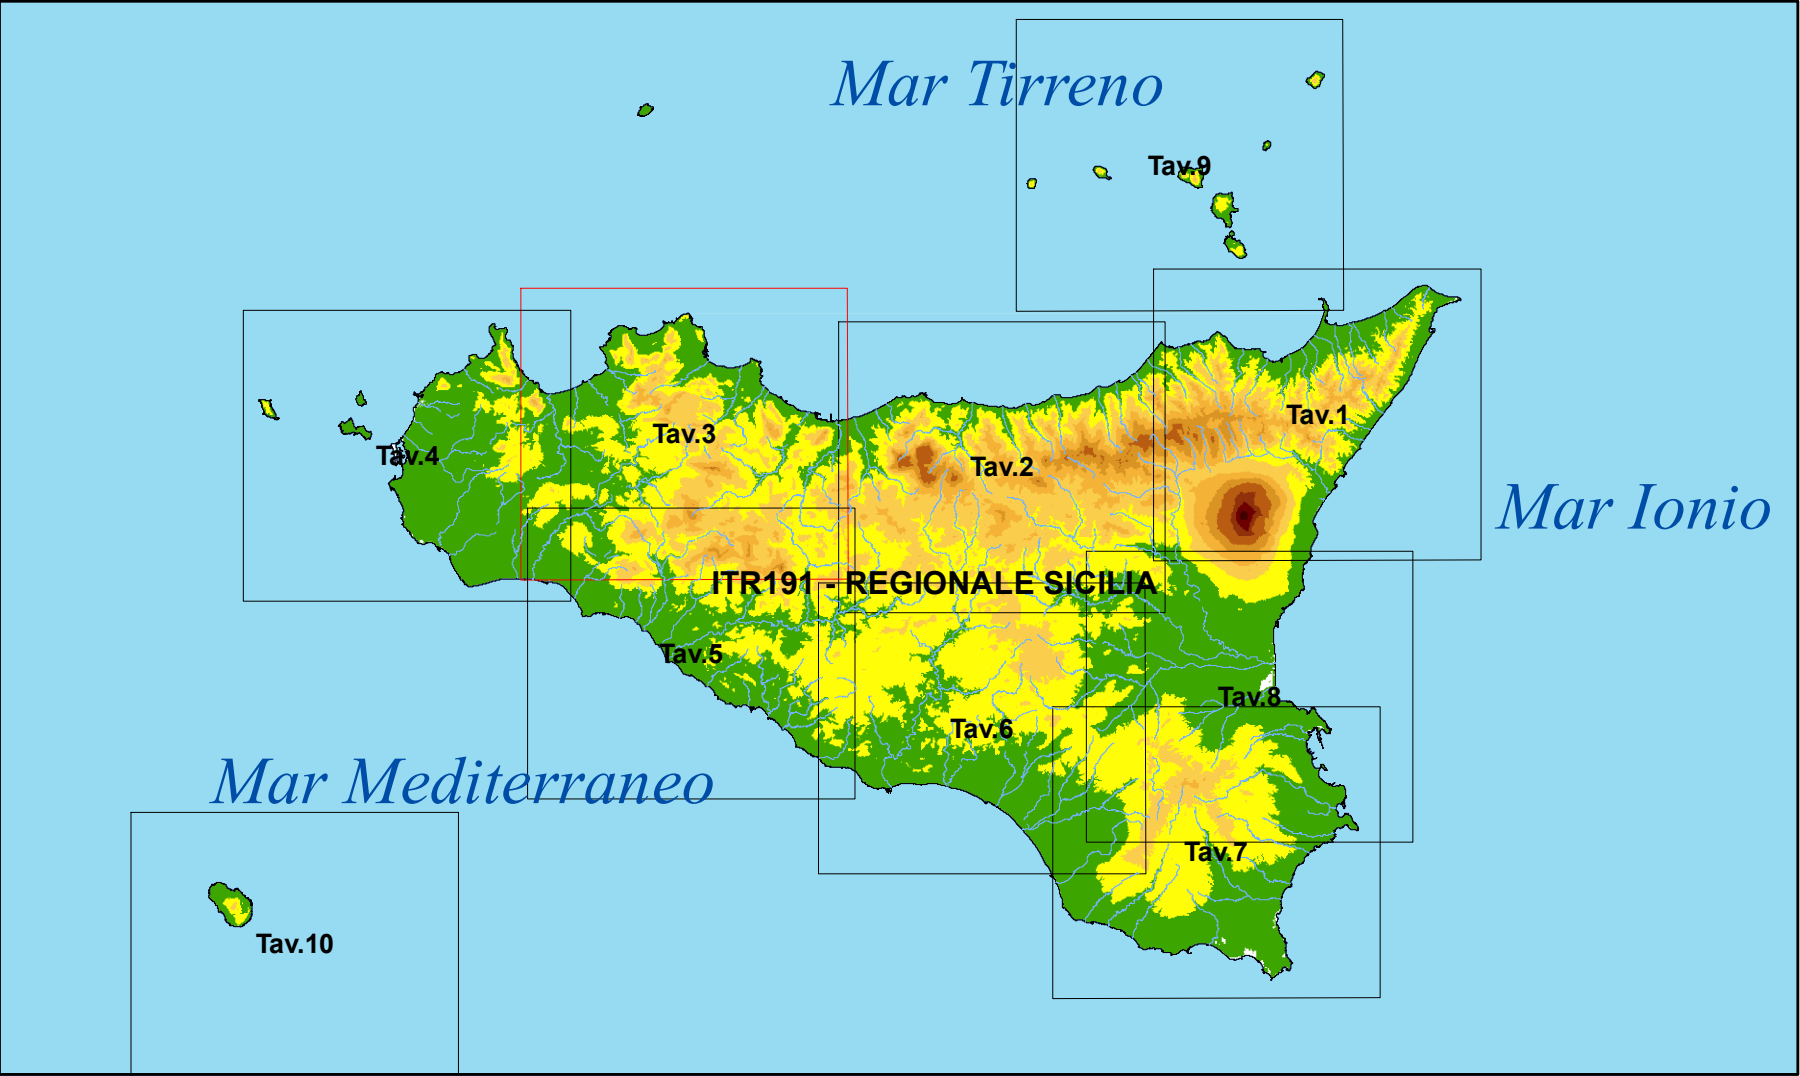 Mar Tirreno
Tav.9
Tav.1
Tav.3
Tav.4
Tav.2
Mar Ionio
ITR191 - REGIONALE SICILIA
Tav.5
Tav.8
Tav.6
Mar Mediterraneo
Tav.7
Tav.10